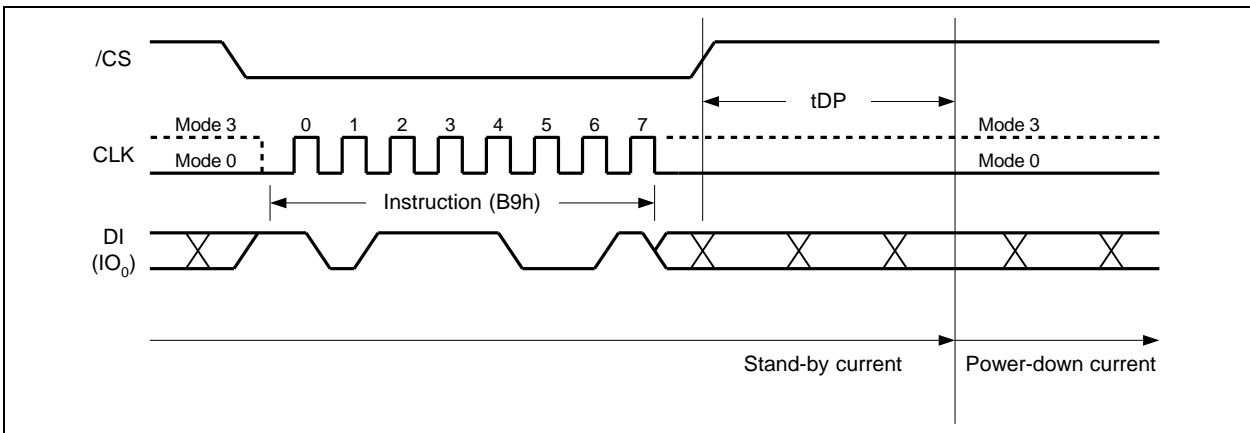 /CS
tDP
Mode 3 0 1 2 3 4 5 6 7 Mode 3
CLK
Mode 0 Mode 0
Instruction (B9h)
DI
(IO₀)
Stand-by current Power-down current